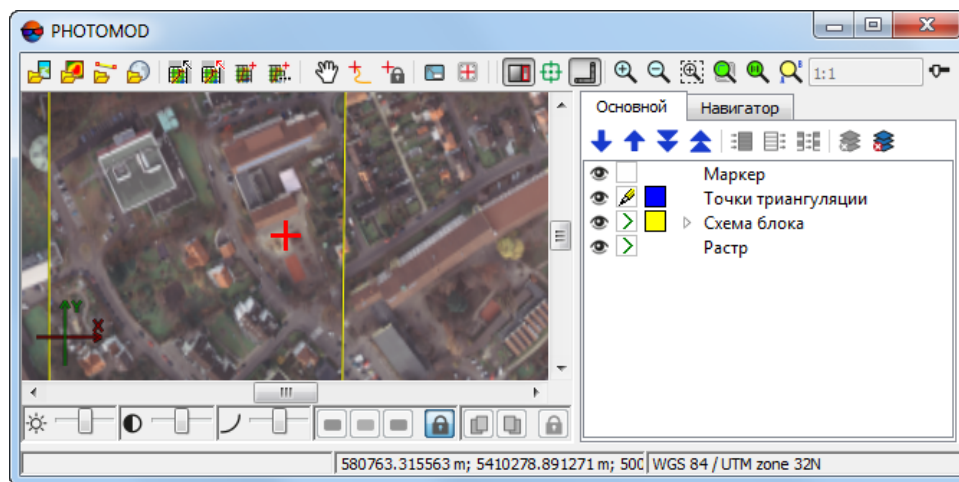 PHOTOMOD
1:1
Основной Навигатор
Маркер
Точки триангуляции
Схема блока
Растр
Y
X
580763.315563 m; 5410278.891271 m; 500 WGS 84 / UTM zone 32N